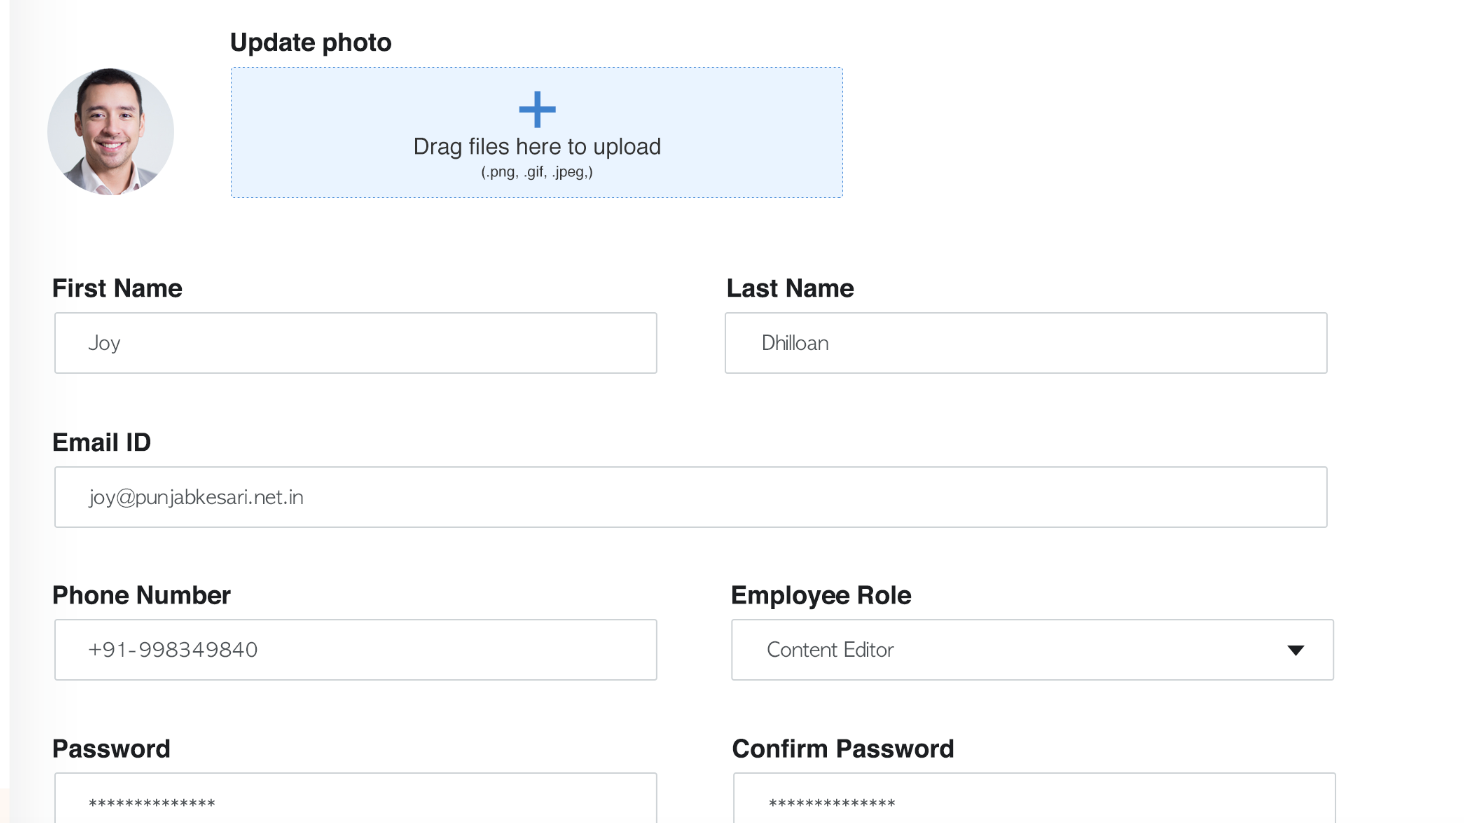 Update photo
Drag files here to upload
(.png, .gif, .jpeg,)
First Name
Last Name
Joy
Dhilloan
Email ID
joy@punjabkesari.net.in
Phone Number
Employee Role
+91-998349840
Content Editor
Password
Confirm Password
**************
**************